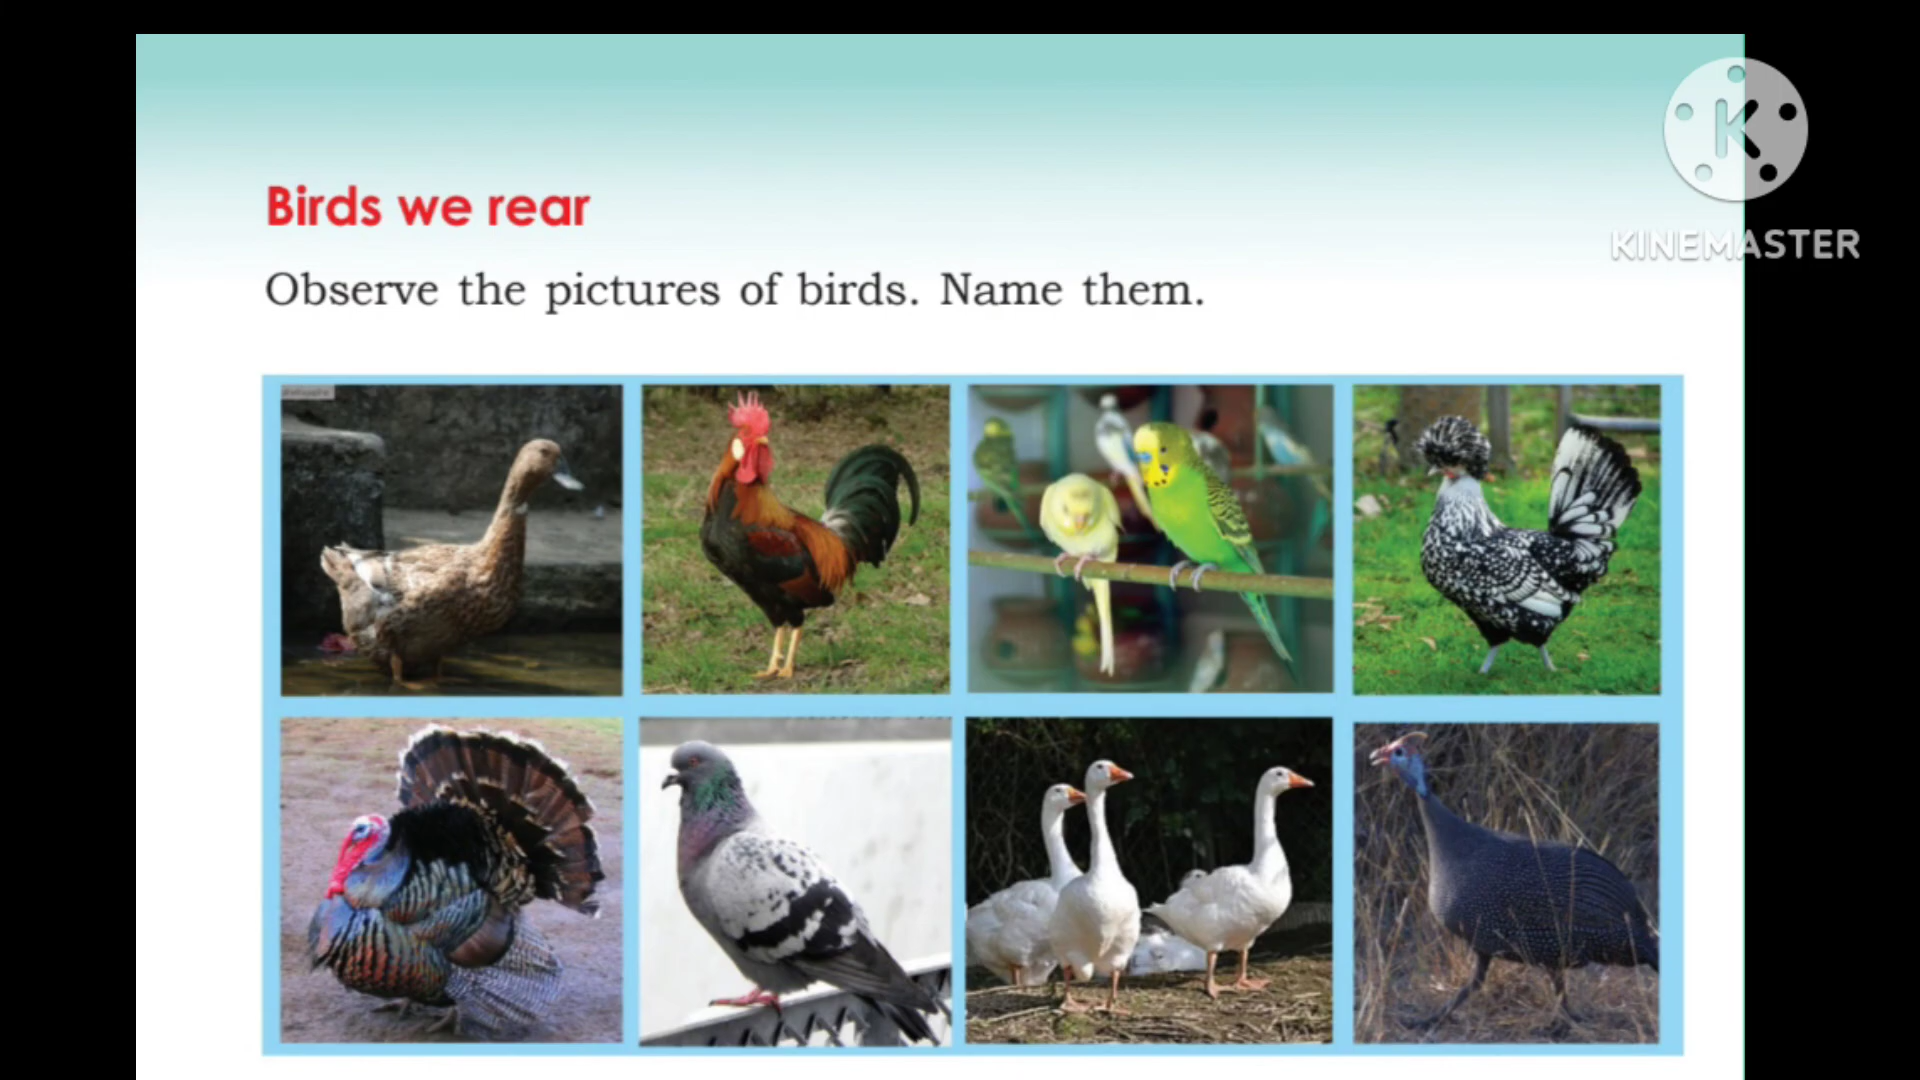 Birds we rear
Observe the pictures of birds. Name them.
K
KINEMASTER